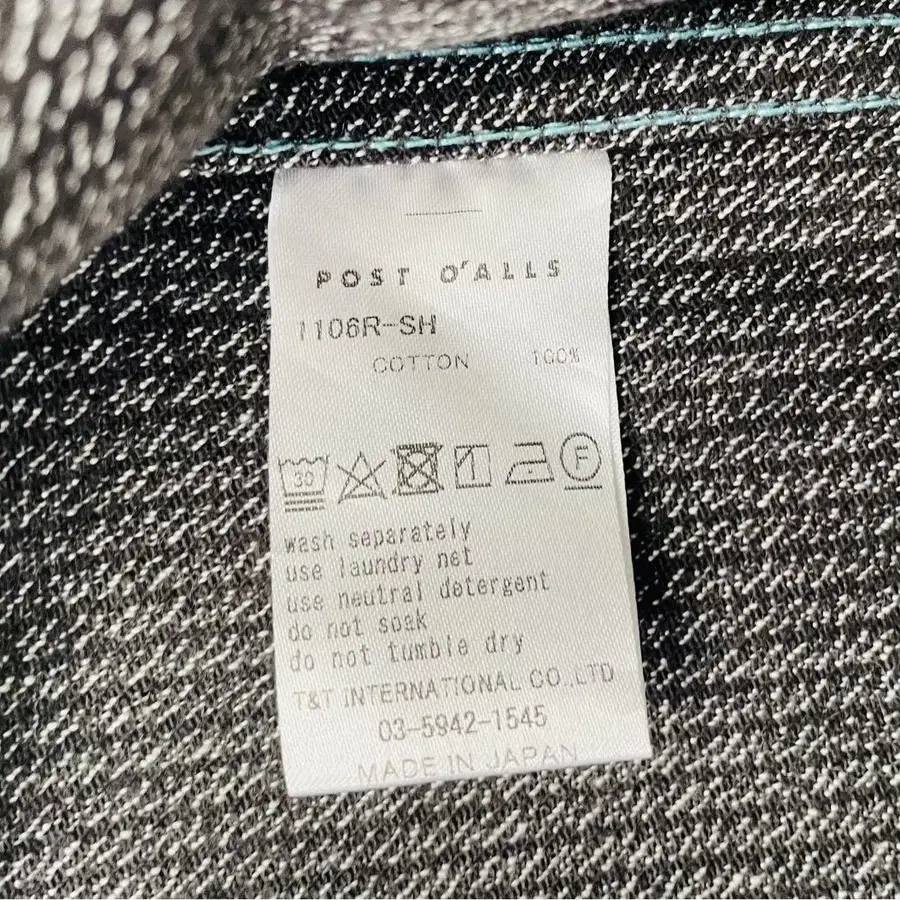 POST O'ALLS
1106R-SH
COTTON 100%
30
F
wash separately
use laundry net
use neutral detergent
do not soak
do not tumble dry
T&T INTERNATIONAL CO.,LTD
03-5942-1545
MADE IN JAPAN